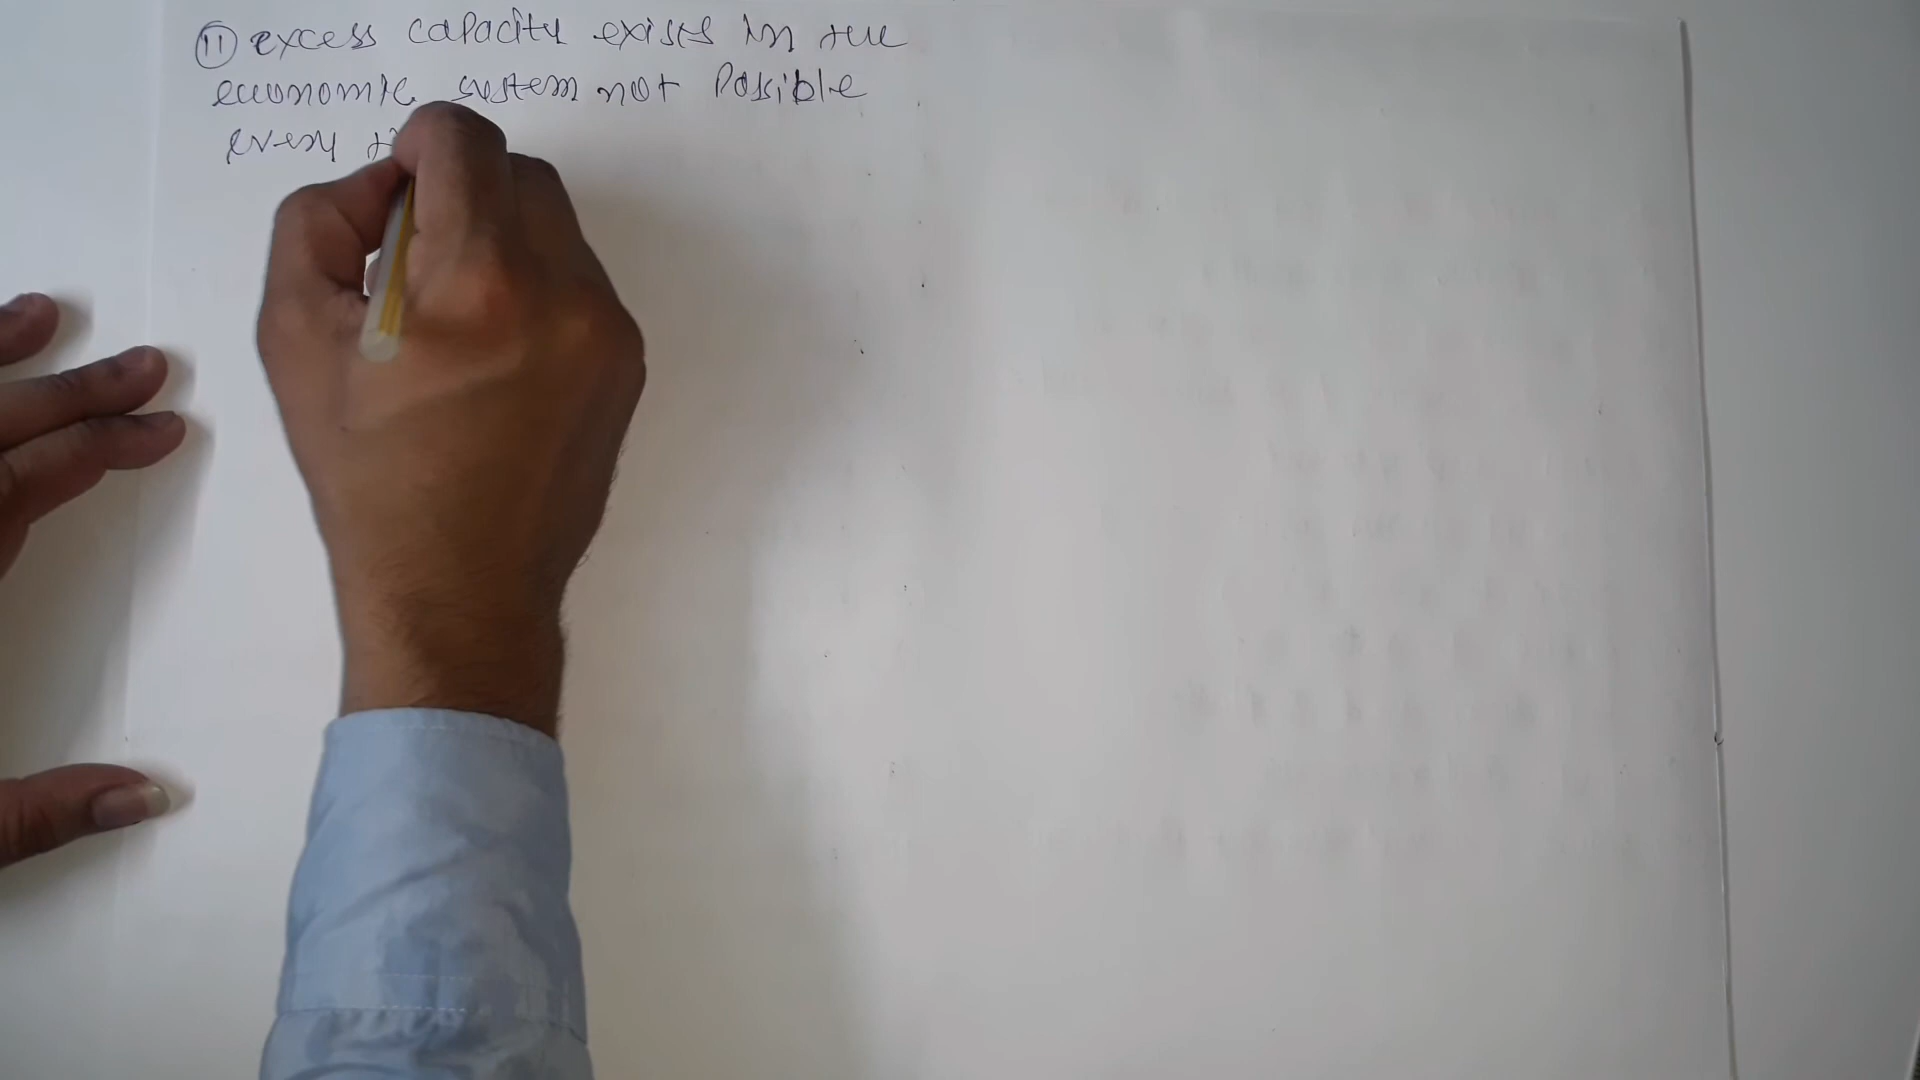 (11) excess capacity exists in the
economic system not Possible
every